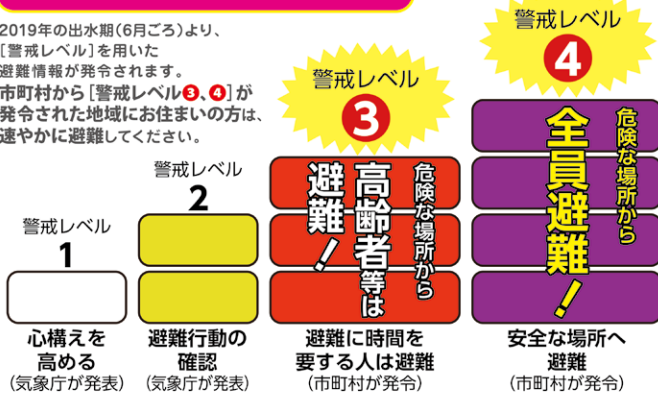 2019年の出水期(6月ごろ)より、
[警戒レベル]を用いた
避難情報が発令されます。
市町村から[警戒レベル❸、❹]が
発令された地域にお住まいの方は、
速やかに避難してください。
警戒レベル
1
心構えを
高める
(気象庁が発表)
警戒レベル
2
避難行動の
確認
(気象庁が発表)
警戒レベル
3
危険な場所から
高齢者等は
避難!
避難に時間を
要する人は避難
(市町村が発令)
警戒レベル
4
危険な場所から
全員避難!
安全な場所へ
避難
(市町村が発令)